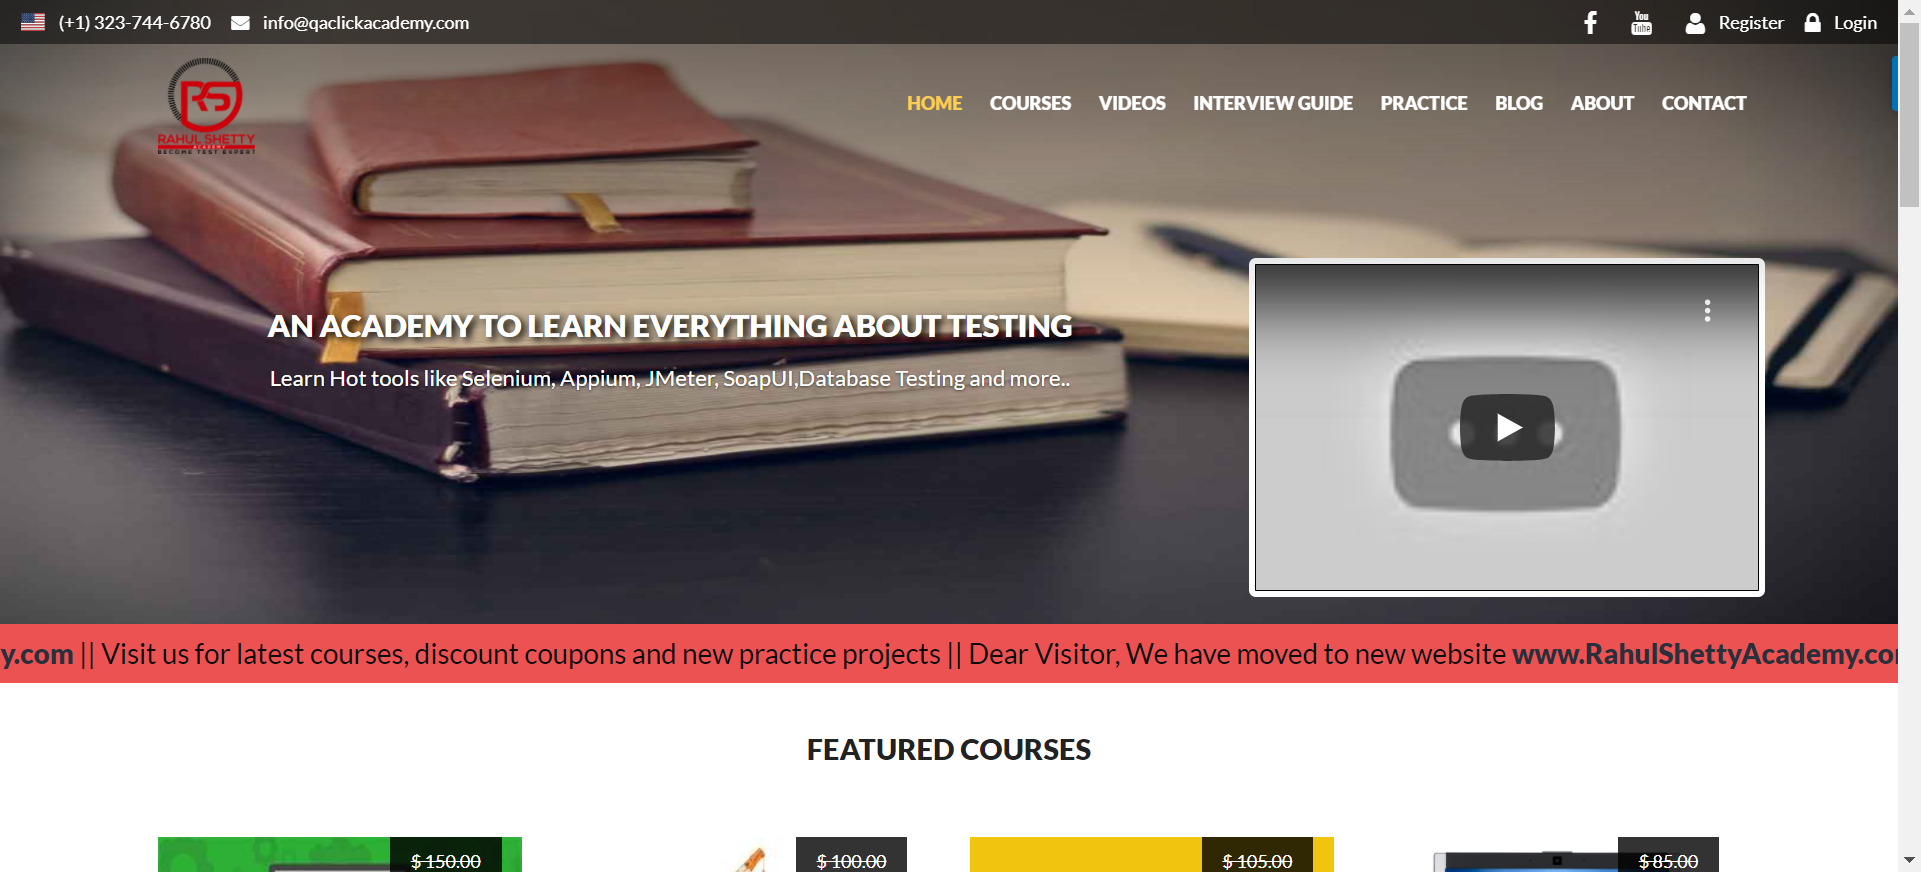 (+1) 323-744-6780 info@qaclickacademy.com You Tube Register Login
RS
RAHUL SHETTY
ACADEMY
BECOME TEST EXPERT
HOME COURSES VIDEOS INTERVIEW GUIDE PRACTICE BLOG ABOUT CONTACT
AN ACADEMY TO LEARN EVERYTHING ABOUT TESTING
Learn Hot tools like Selenium, Appium, JMeter, SoapUI,Database Testing and more..
y.com || Visit us for latest courses, discount coupons and new practice projects || Dear Visitor, We have moved to new website www.RahulShettyAcademy.co
FEATURED COURSES
$ 150.00 $ 100.00 $ 105.00 $ 85.00